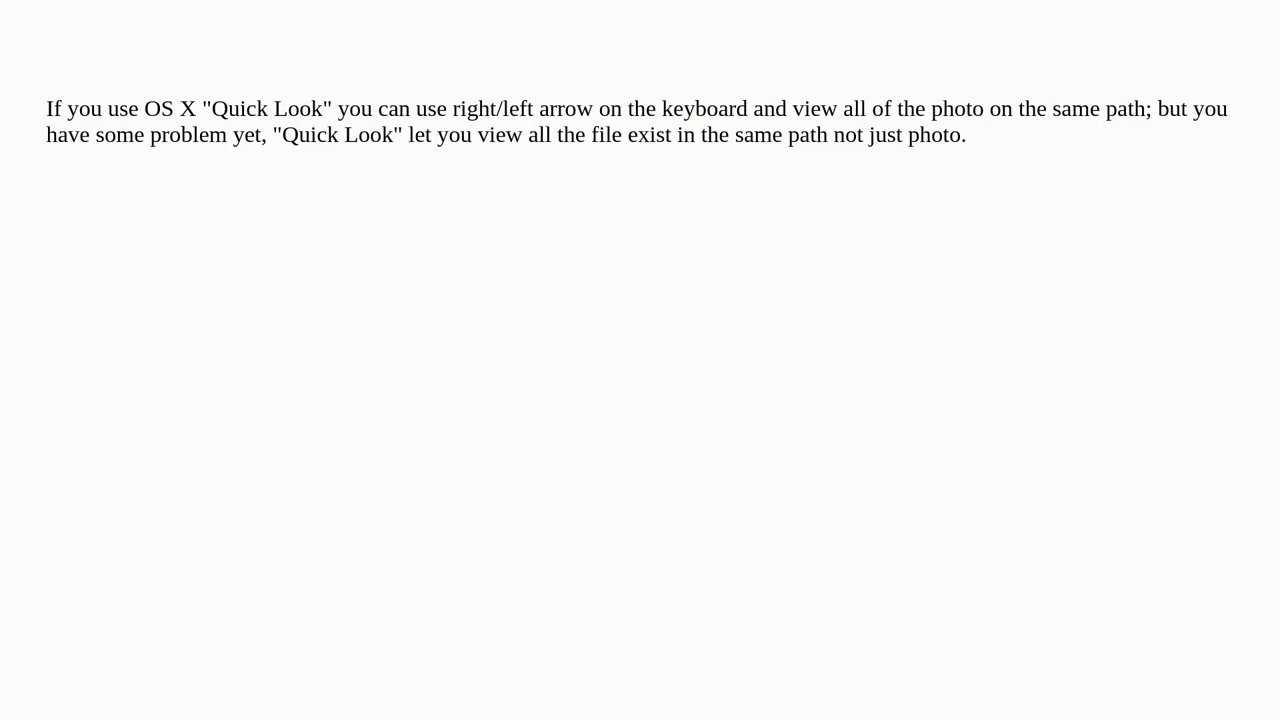 If you use OS X "Quick Look" you can use right/left arrow on the keyboard and view all of the photo on the same path; but you
have some problem yet, "Quick Look" let you view all the file exist in the same path not just photo.